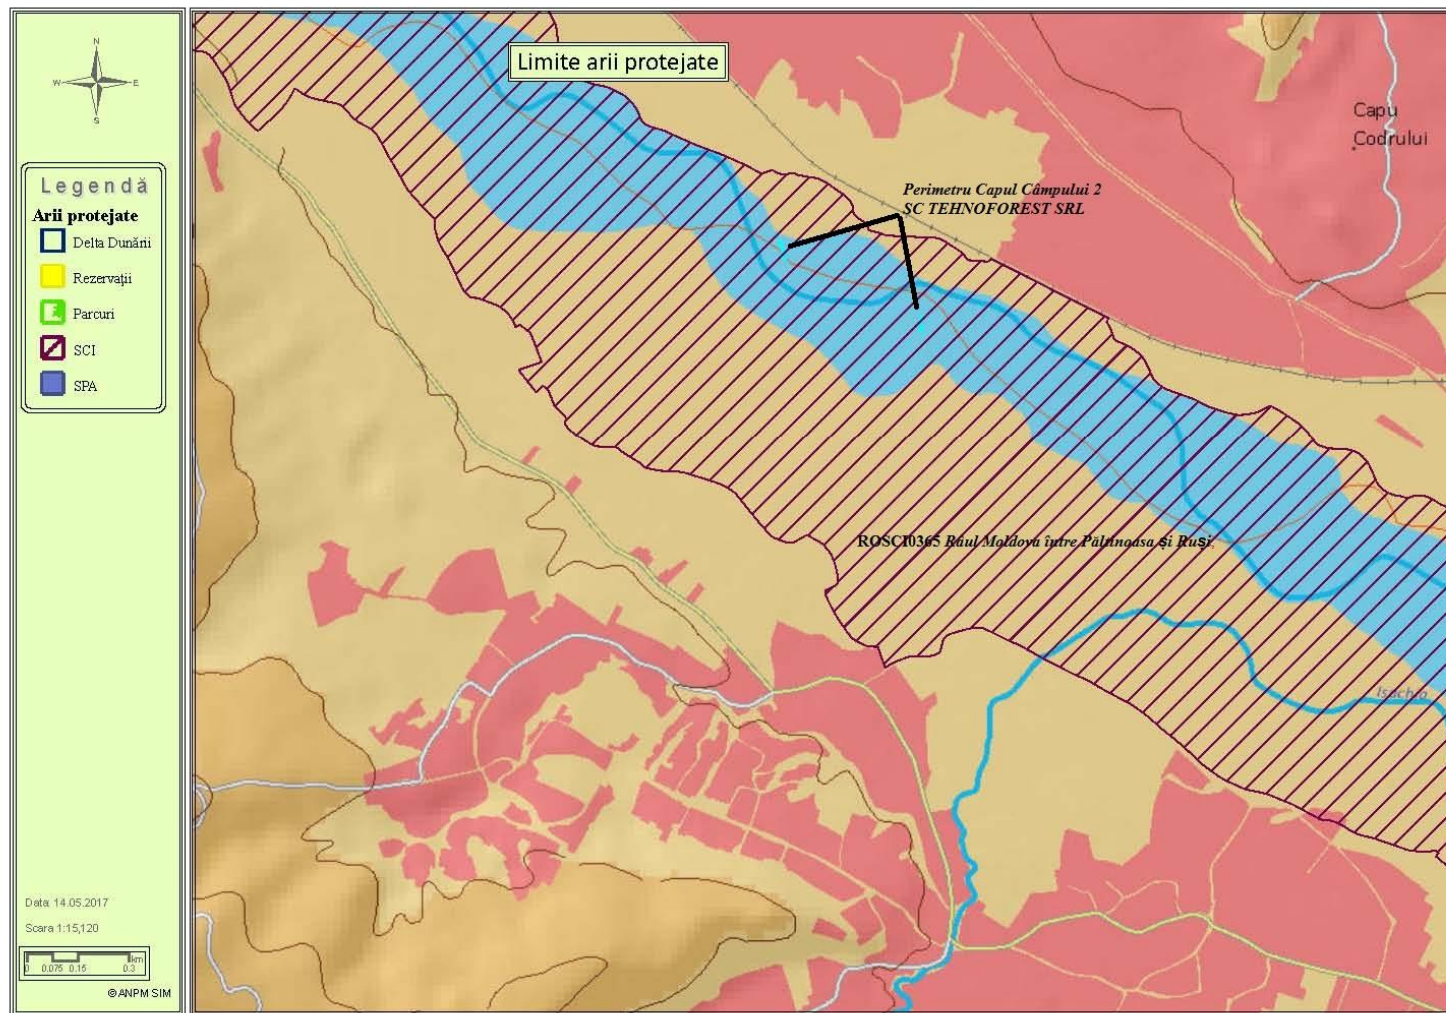 Limite arii protejate
N
W
E
S
Legendă
Arii protejate
Delta Dunării
Rezervații
Parcuri
SCI
SPA
Capu
Codrului
Perimetru Capul Câmpului 2
SC TEHNOFOREST SRL
ROSCI0365 Râul Moldova între Păltinoasa și Ruși,
Data: 14.05.2017
Scara 1:15,120
km
0 0.075 0.15 0.3
©ANPM SIM